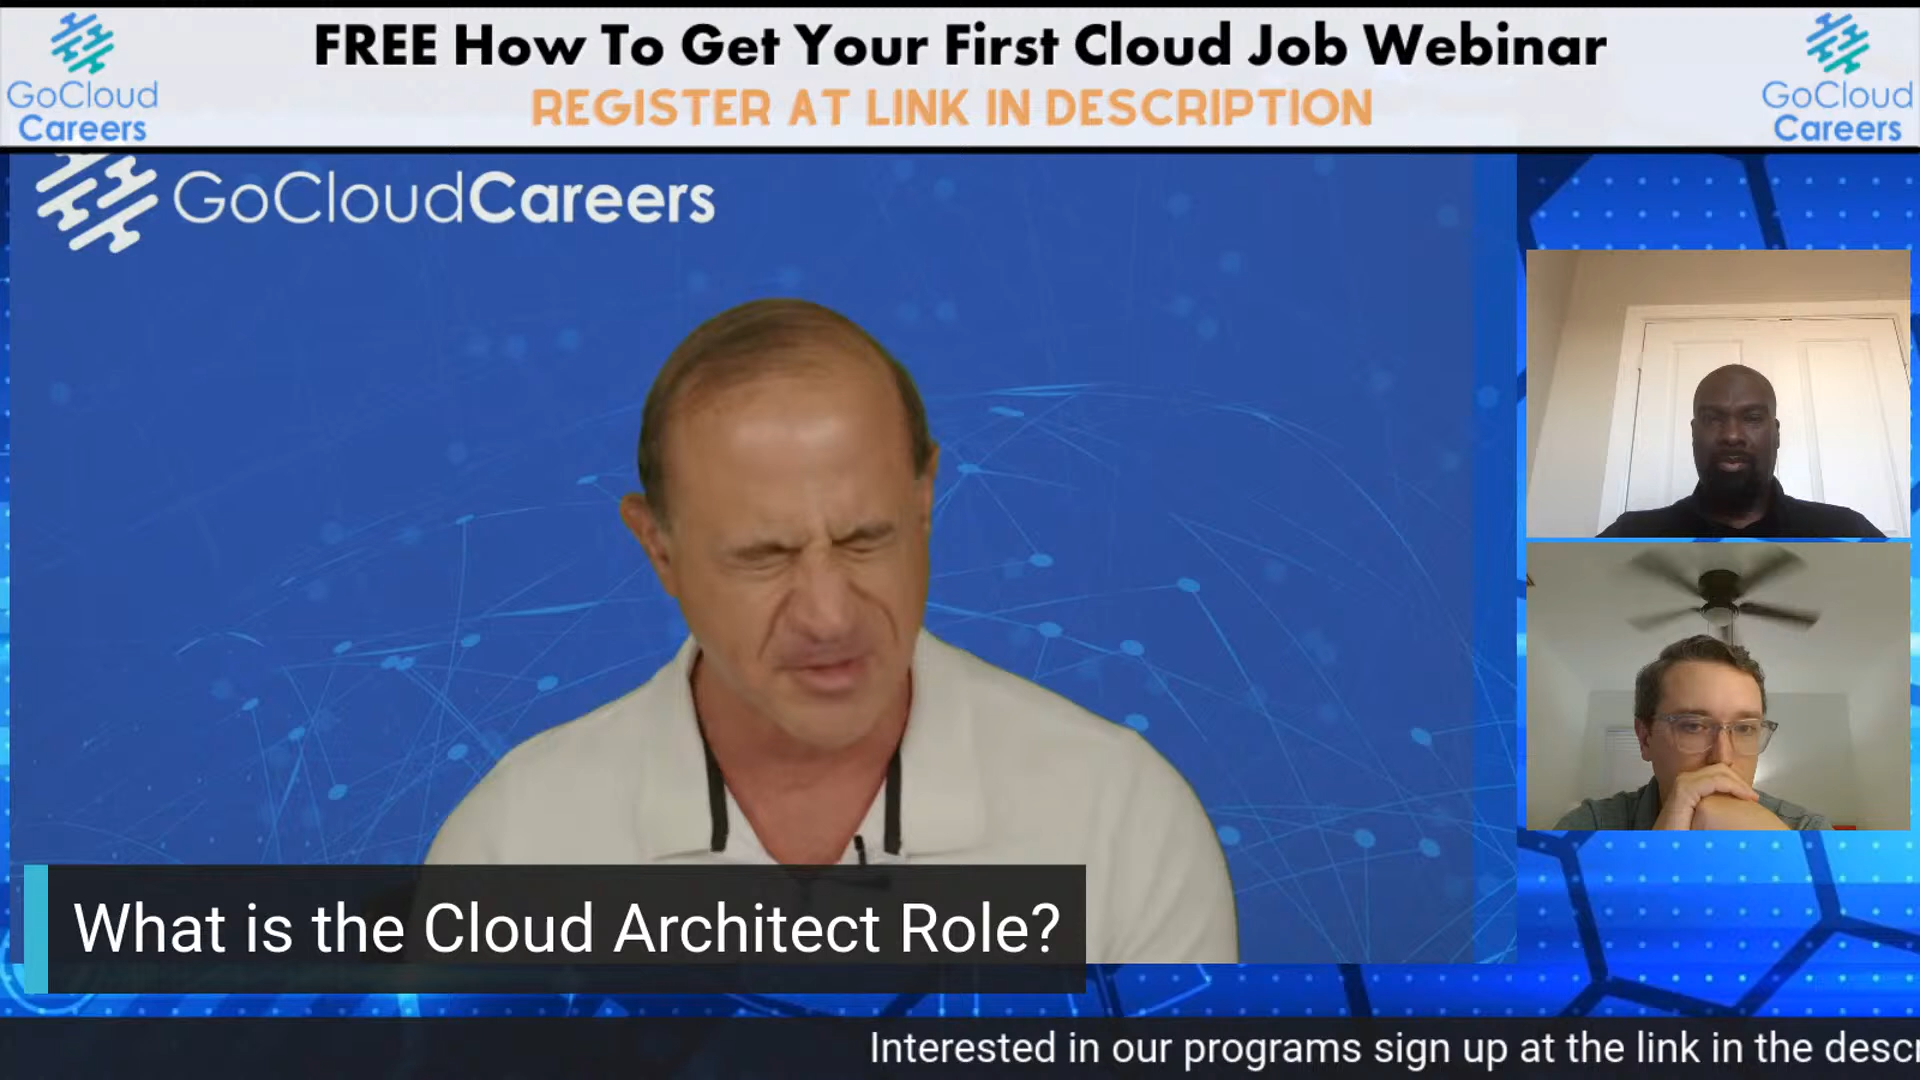 FREE How To Get Your First Cloud Job Webinar
REGISTER AT LINK IN DESCRIPTION
GoCloud
Careers
GoCloud
Careers
GoCloudCareers
What is the Cloud Architect Role?
Interested in our programs sign up at the link in the descr